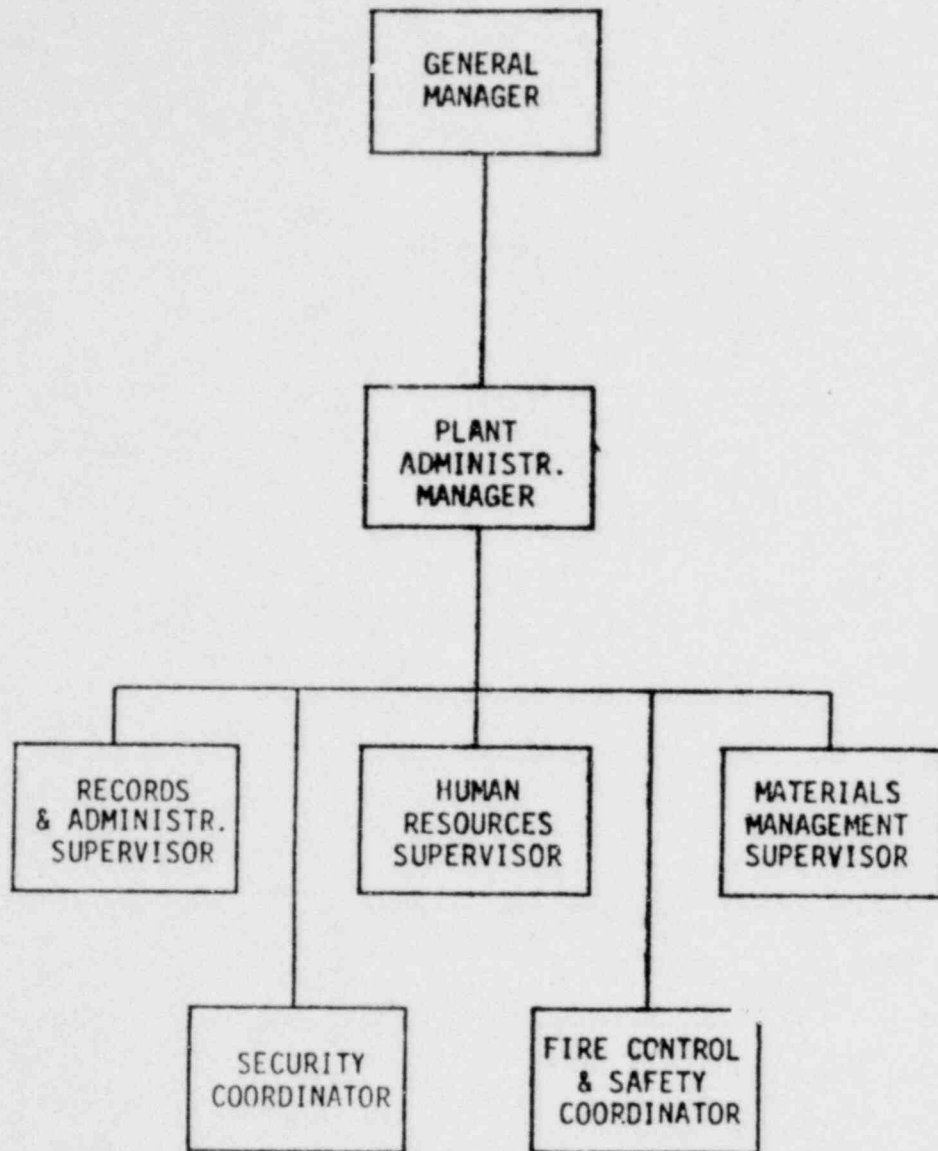 GENERAL
MANAGER
PLANT
ADMINISTR.
MANAGER
RECORDS
& ADMINISTR.
SUPERVISOR
HUMAN
RESOURCES
SUPERVISOR
MATERIALS
MANAGEMENT
SUPERVISOR
SECURITY
COORDINATOR
FIRE CONTROL
& SAFETY
COORDINATOR